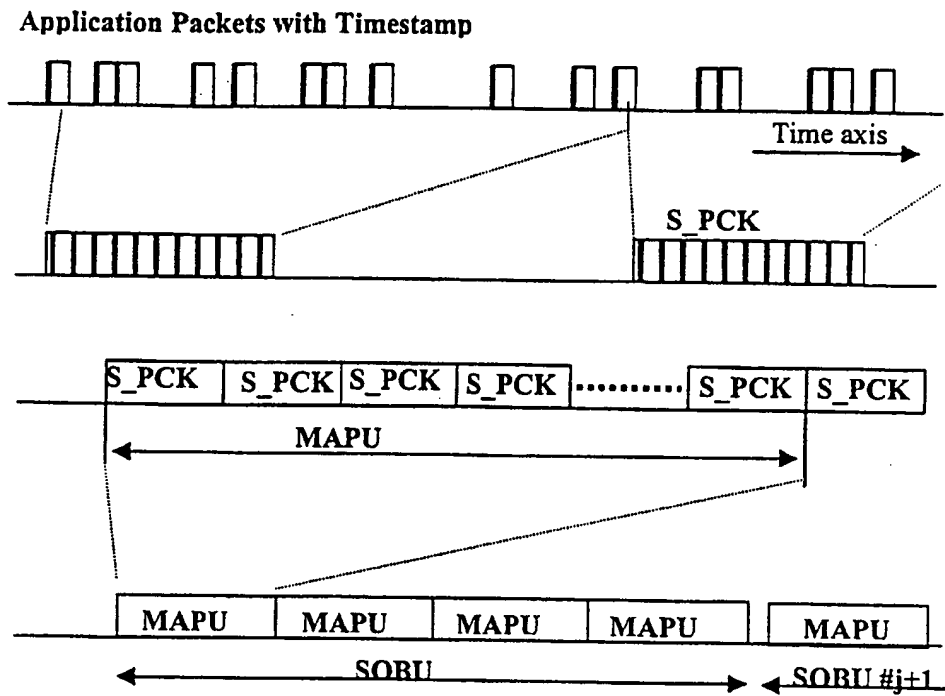 Application Packets with Timestamp
Time axis
S_PCK
S_PCK S_PCK S_PCK S_PCK S_PCK S_PCK
MAPU
MAPU MAPU MAPU MAPU MAPU
SOBU SOBU #j+1